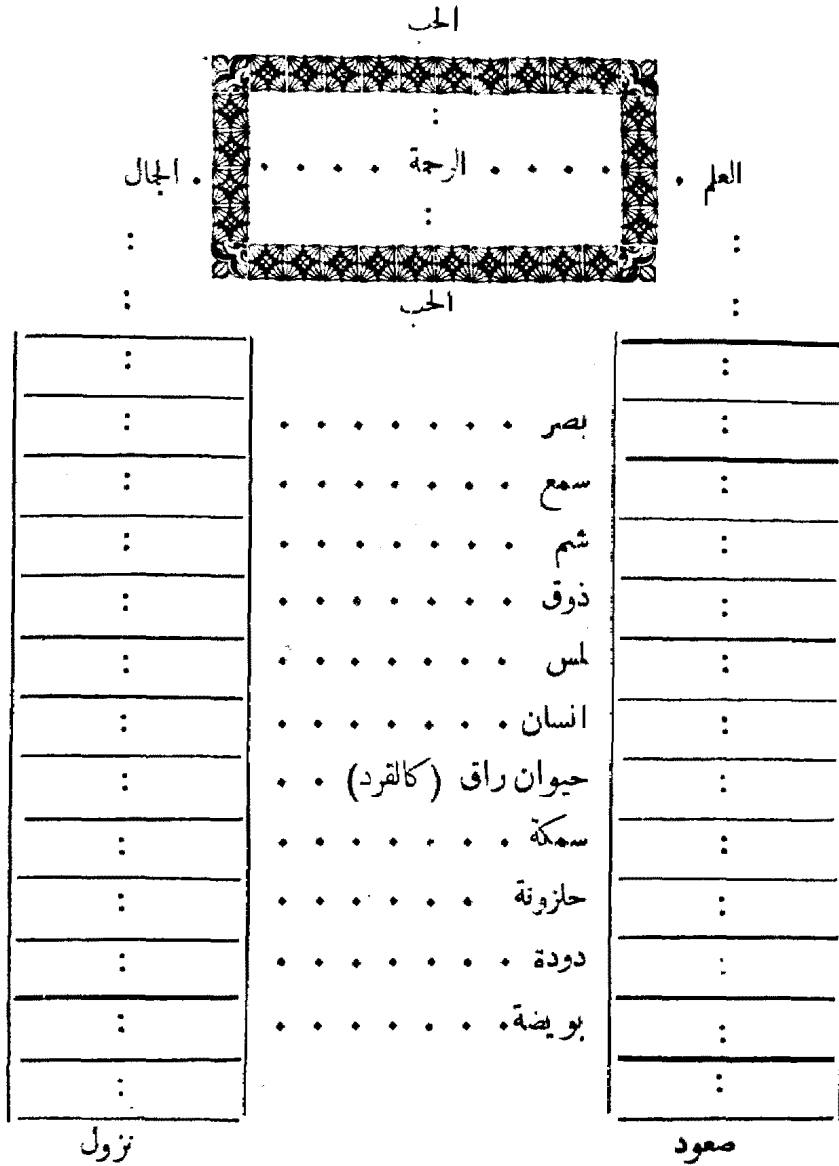 الحب
العلم . . . . . الرحمة . . . . . الجمال
الحب
بصر . . . . . . .
سمع . . . . . . .
شم . . . . . . .
ذوق . . . . . . .
لمس . . . . . . .
انسان . . . . . . .
حيوان راق (كالقرد) . .
سمكة . . . . . . .
حلزونة . . . . . .
دودة . . . . . . .
بويضة . . . . . . .
صعود نزول